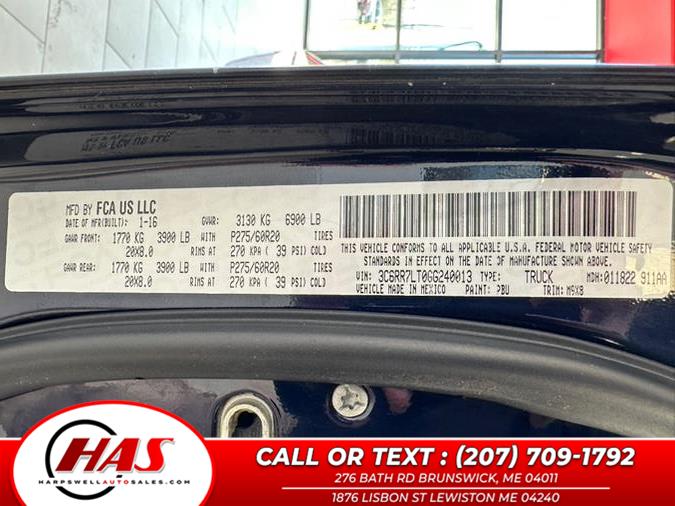 MFD BY FCA US LLC
DATE OF MFR(BUILT): 1-16 GVWR: 3130 KG 6900 LB
GAWR FRONT: 1770 KG 3900 LB WITH P275/60R20 TIRES
20X8.0 RIMS AT 270 KPA ( 39 PSI) COLD
GAWR REAR: 1770 KG 3900 LB WITH P275/60R20 TIRES
20X8.0 RIMS AT 270 KPA ( 39 PSI) COLD
THIS VEHICLE CONFORMS TO ALL APPLICABLE U.S.A. FEDERAL MOTOR VEHICLE SAFETY
STANDARDS IN EFFECT ON THE DATE OF MANUFACTURE SHOWN ABOVE.
VIN: 3C6RR7LT0GG240013 TYPE: TRUCK MDH:011822 911AA
VEHICLE MADE IN MEXICO PAINT: PBU TRIM: M9X8
HAS
HARPSWELLAUTOSALES.COM
CALL OR TEXT : (207) 709-1792
276 BATH RD BRUNSWICK, ME 04011
1876 LISBON ST LEWISTON ME 04240